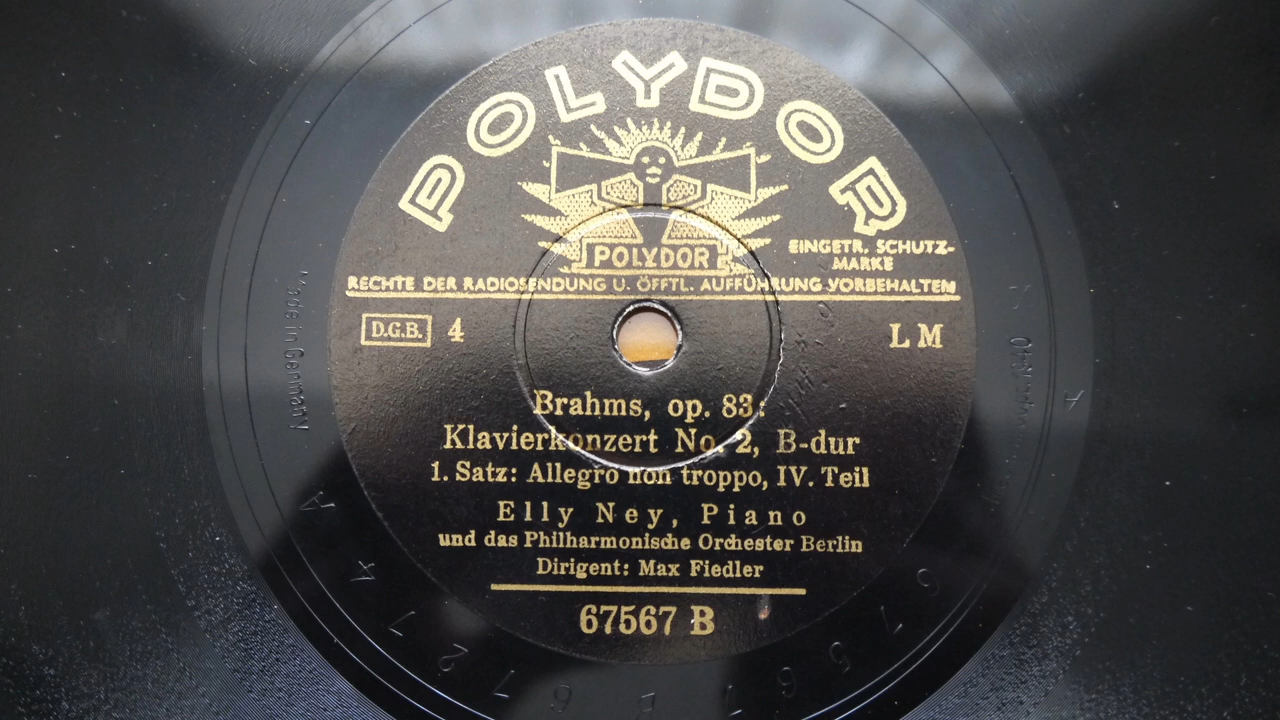 POLYDOR
POLYDOR
EINGETR. SCHUTZ-
MARKE
RECHTE DER RADIOSENDUNG U. ÖFFTL. AUFFÜHRUNG VORBEHALTEN
D.G.B. 4
LM
Brahms, op. 83:
Klavierkonzert No. 2, B-dur
1. Satz: Allegro non troppo, IV. Teil
Elly Ney, Piano
und das Philharmonische Orchester Berlin
Dirigent: Max Fiedler
67567 B
Made in Germany